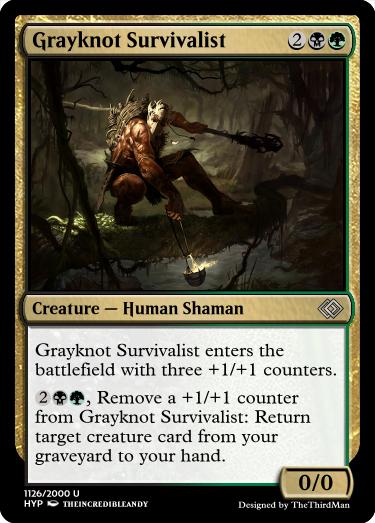 Grayknot Survivalist 2
Creature — Human Shaman
Grayknot Survivalist enters the
battlefield with three +1/+1 counters.
2, Remove a +1/+1 counter
from Grayknot Survivalist: Return
target creature card from your
graveyard to your hand.
0/0
1126/2000 U
HYP THEINCREDIBLEANDY
Designed by TheThirdMan